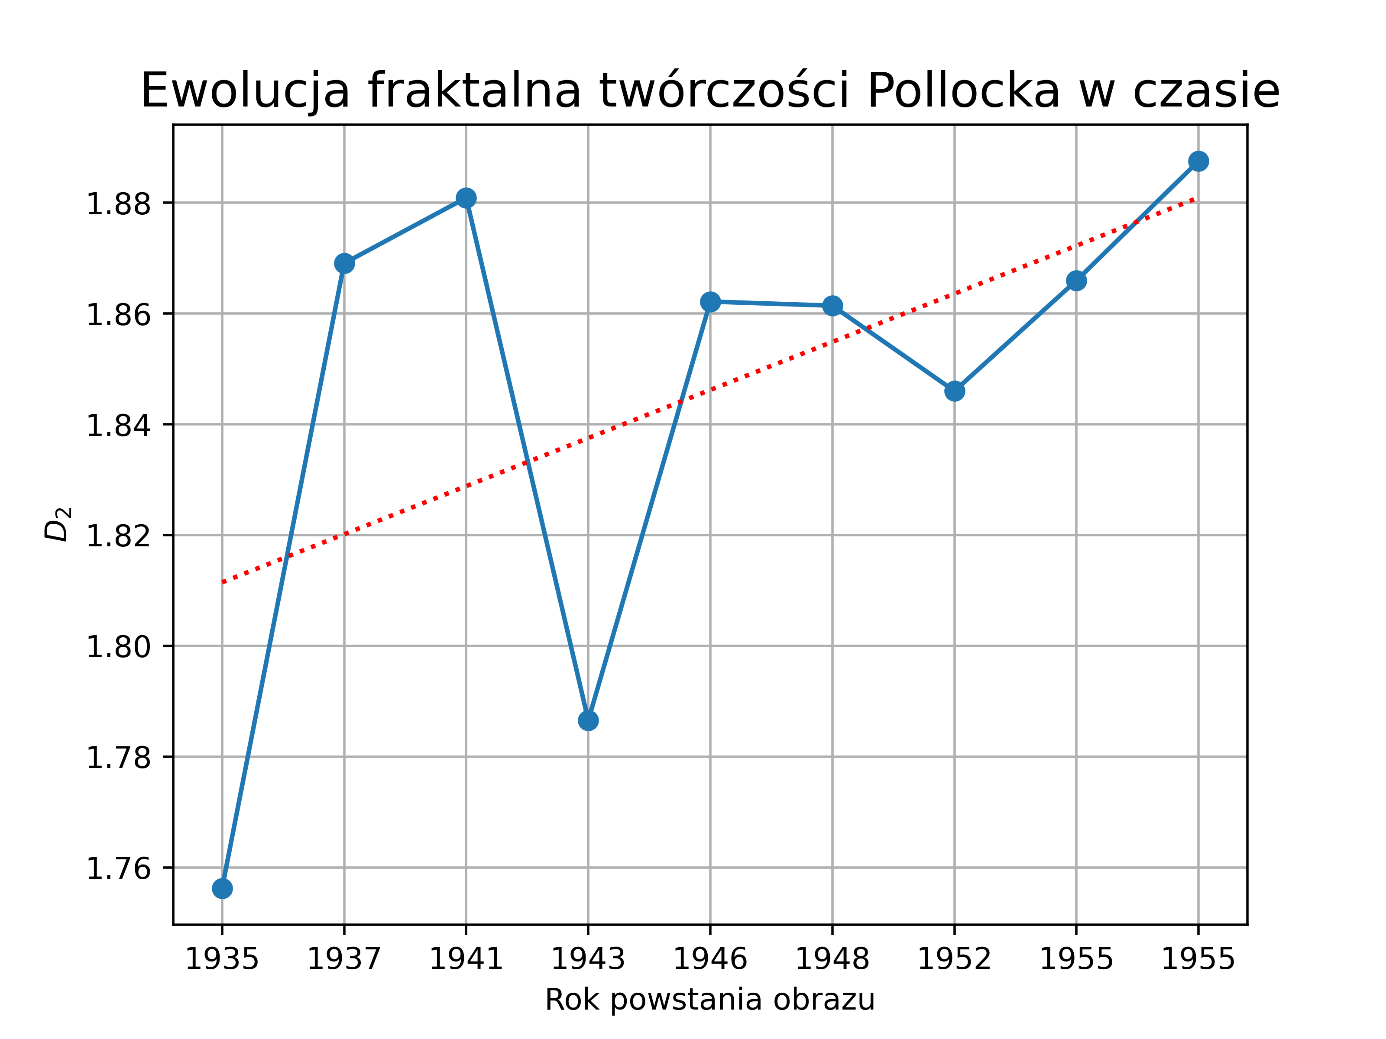 Ewolucja fraktalna twórczości Pollocka w czasie
1.88
1.86
1.84
1.82
1.80
1.78
1.76
D₂
1935 1937 1941 1943 1946 1948 1952 1955 1955
Rok powstania obrazu